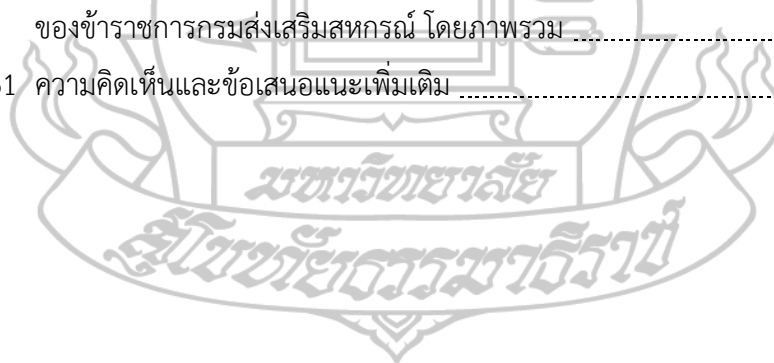 ของข้าราชการกรมส่งเสริมสหกรณ์ โดยภาพรวม
1 ความคิดเห็นและข้อเสนอแนะเพิ่มเติม
มหาวิทยาลัย
สุโขทัยธรรมาธิราช